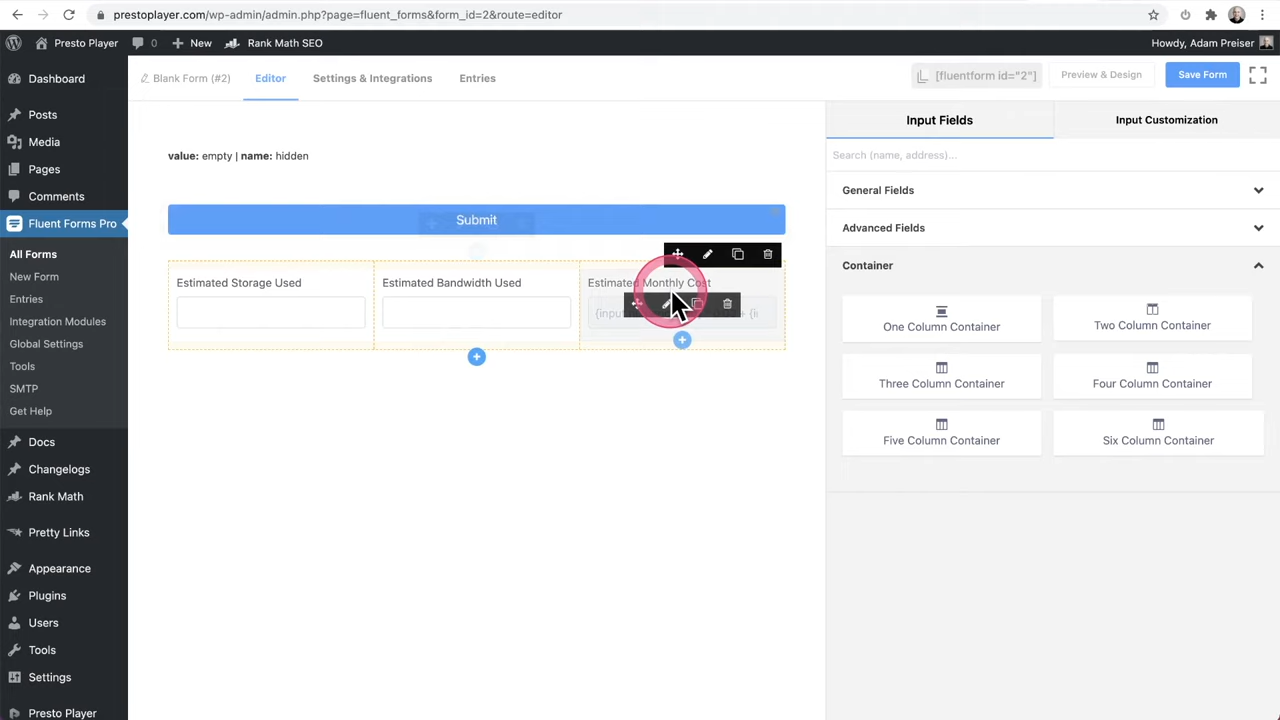 prestoplayer.com/wp-admin/admin.php?page=fluent_forms&form_id=2&route=editor
Presto Player
0
New
Rank Math SEO
Howdy, Adam Preiser
Dashboard
Posts
Media
Pages
Comments
Fluent Forms Pro
All Forms
New Form
Entries
Integration Modules
Global Settings
Tools
SMTP
Get Help
Docs
Changelogs
Rank Math
Pretty Links
Appearance
Plugins
Users
Tools
Settings
Presto Player
Blank Form (#2)
Editor
Settings & Integrations
Entries
[fluentform id="2"]
Preview & Design
Save Form
value: empty | name: hidden
Submit
Estimated Storage Used
Estimated Bandwidth Used
Estimated Monthly Cost
Input Fields
Input Customization
Search (name, address)...
General Fields
Advanced Fields
Container
One Column Container
Two Column Container
Three Column Container
Four Column Container
Five Column Container
Six Column Container